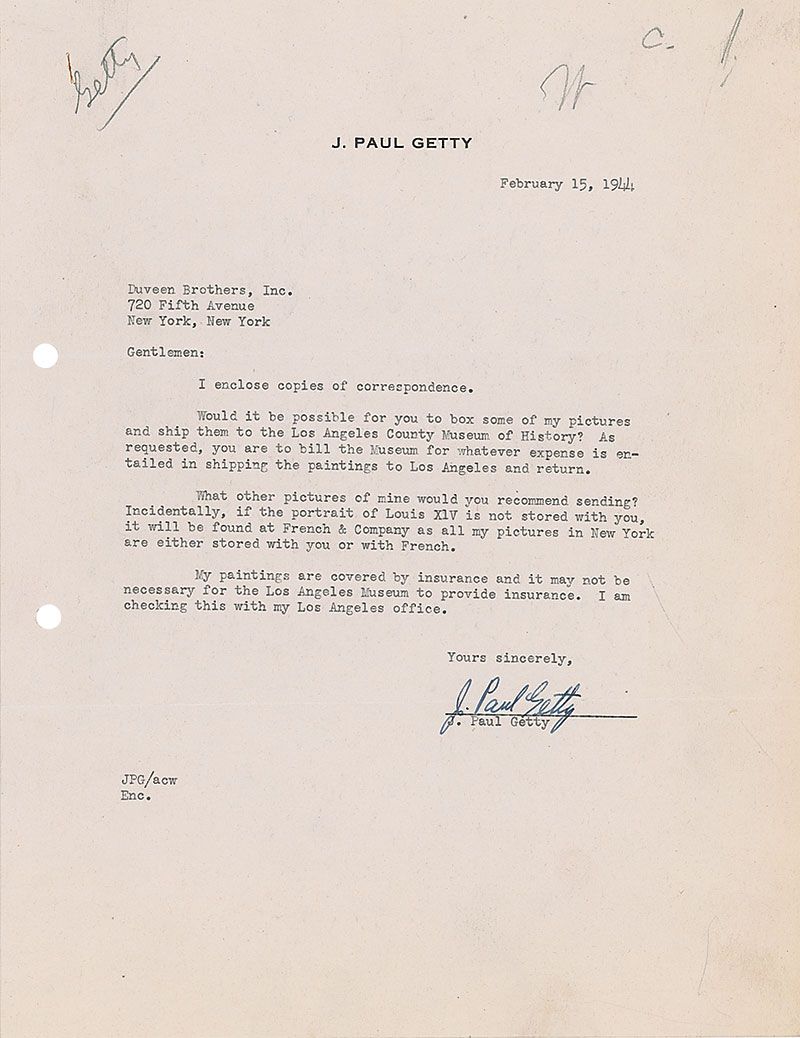 Getty
C.
J. PAUL GETTY
February 15, 1944
Duveen Brothers, Inc.
720 Fifth Avenue
New York, New York
Gentlemen:
I enclose copies of correspondence.
Would it be possible for you to box some of my pictures
and ship them to the Los Angeles County Museum of History? As
requested, you are to bill the Museum for whatever expense is en-
tailed in shipping the paintings to Los Angeles and return.
What other pictures of mine would you recommend sending?
Incidentally, if the portrait of Louis XlV is not stored with you,
it will be found at French & Company as all my pictures in New York
are either stored with you or with French.
My paintings are covered by insurance and it may not be
necessary for the Los Angeles Museum to provide insurance. I am
checking this with my Los Angeles office.
Yours sincerely,
J. Paul Getty
J. Paul Getty
JPG/acw
Enc.